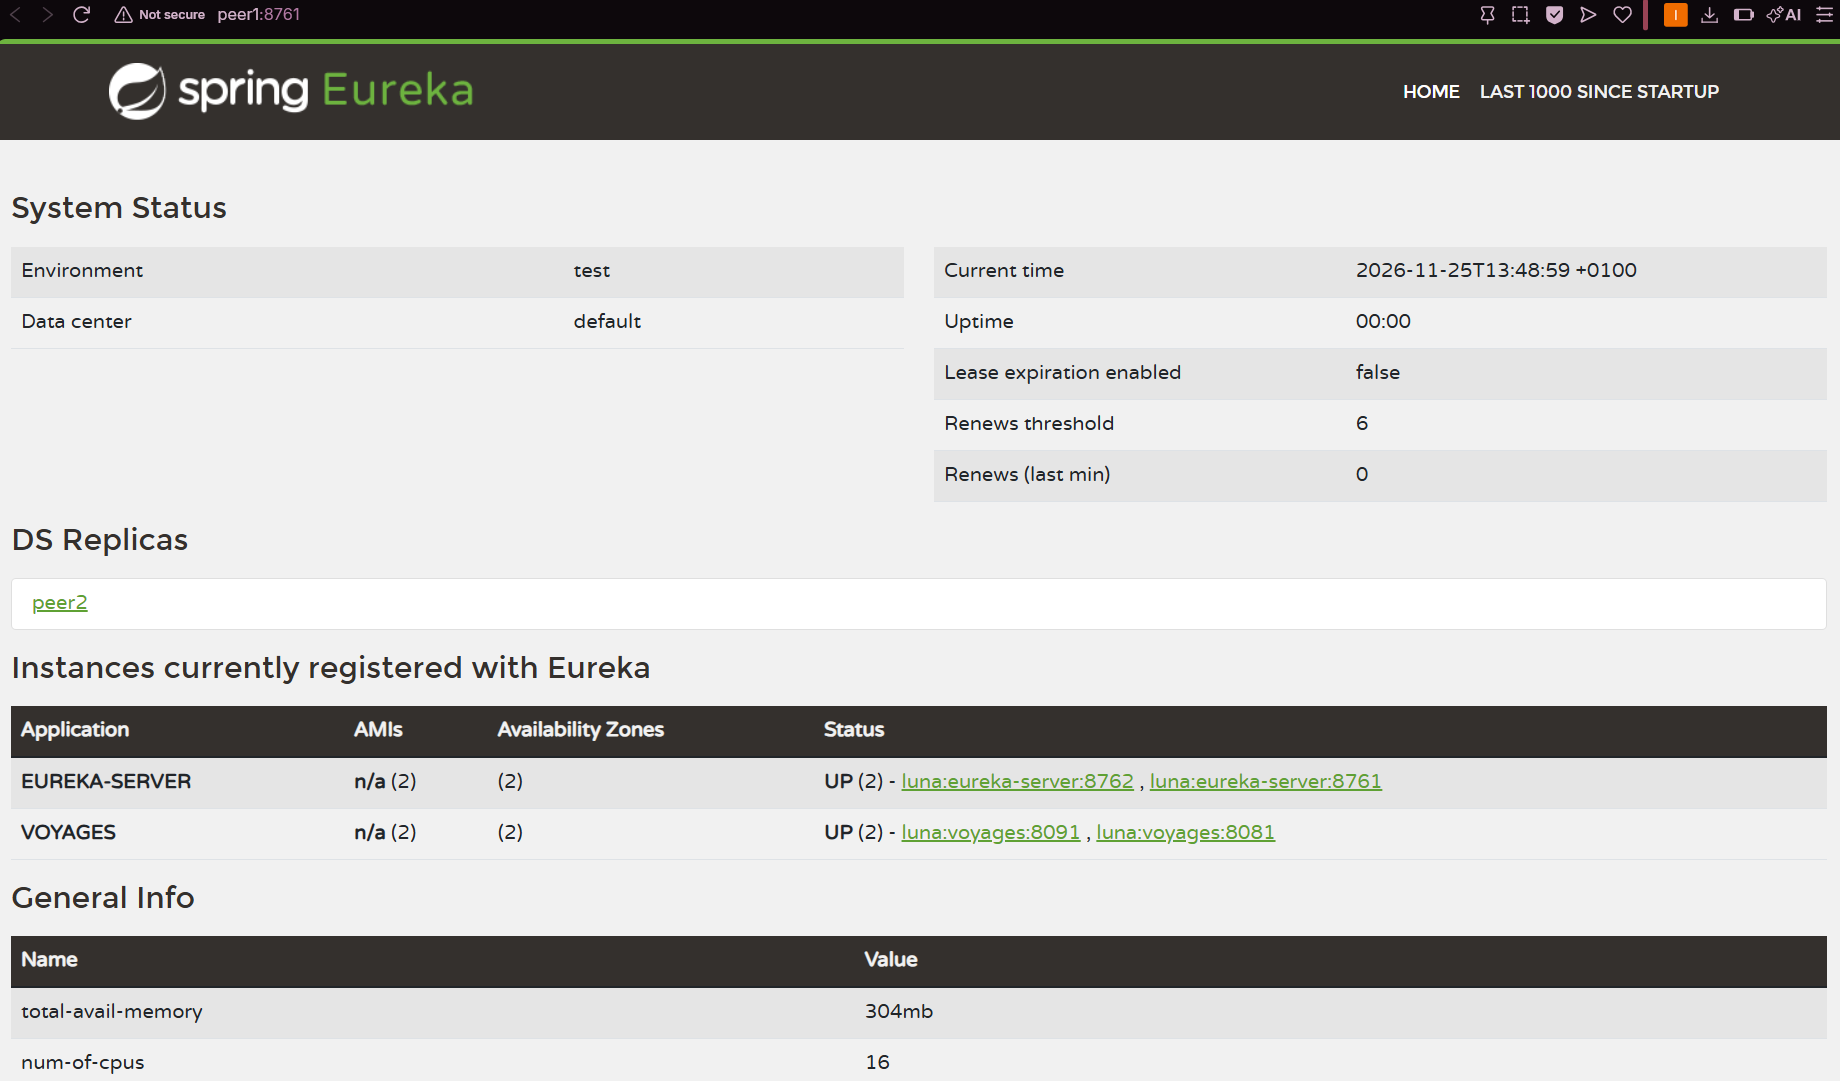 Not secure peer1:8761
I
AI
spring Eureka
HOME LAST 1000 SINCE STARTUP
System Status
Environment test
Data center default
Current time 2026-11-25T13:48:59 +0100
Uptime 00:00
Lease expiration enabled false
Renews threshold 6
Renews (last min) 0
DS Replicas
peer2
Instances currently registered with Eureka
Application AMIs Availability Zones Status
EUREKA-SERVER n/a (2) (2) UP (2) - luna:eureka-server:8762 , luna:eureka-server:8761
VOYAGES n/a (2) (2) UP (2) - luna:voyages:8091 , luna:voyages:8081
General Info
Name Value
total-avail-memory 304mb
num-of-cpus 16